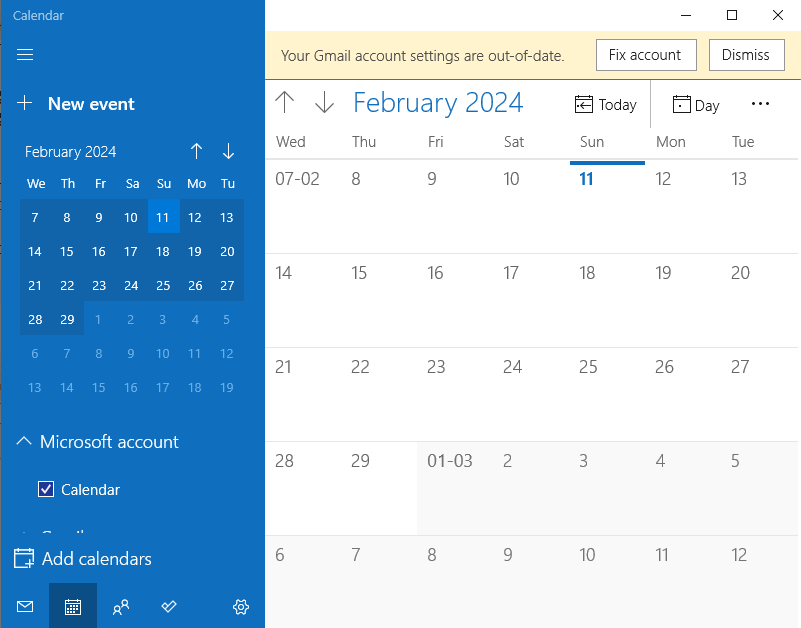 Calendar
Your Gmail account settings are out-of-date. Fix account Dismiss
New event
February 2024
We Th Fr Sa Su Mo Tu
7 8 9 10 11 12 13
14 15 16 17 18 19 20
21 22 23 24 25 26 27
28 29 1 2 3 4 5
6 7 8 9 10 11 12
13 14 15 16 17 18 19
Microsoft account
Calendar
Add calendars
February 2024 Today Day
Wed Thu Fri Sat Sun Mon Tue
07-02 8 9 10 11 12 13
14 15 16 17 18 19 20
21 22 23 24 25 26 27
28 29 01-03 2 3 4 5
6 7 8 9 10 11 12